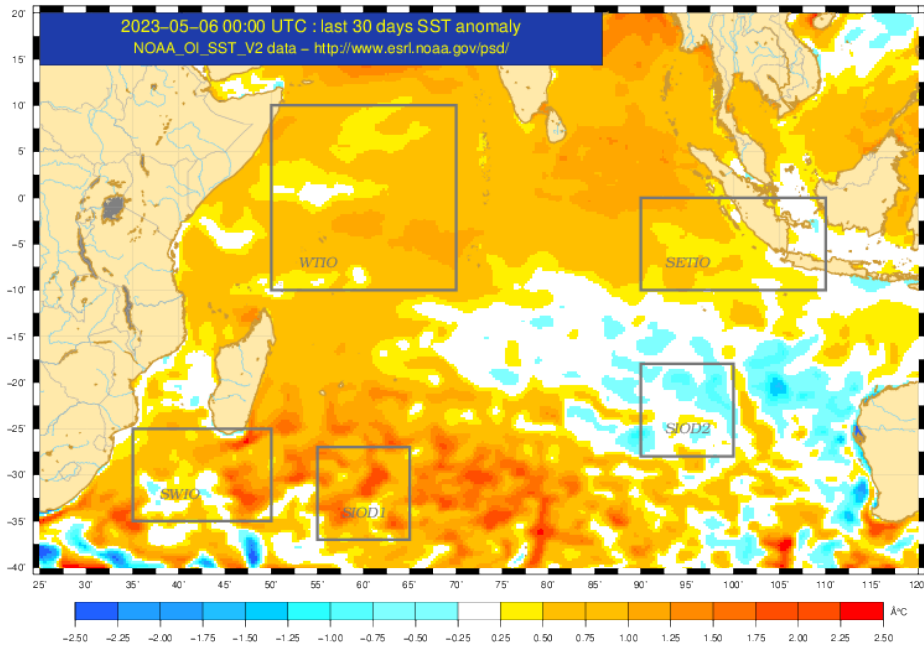 2023−05−06 00:00 UTC : last 30 days SST anomaly
NOAA_OI_SST_V2 data – http://www.esrl.noaa.gov/psd/
20˚
15˚
10˚
5˚
0˚
−5˚
−10˚
−15˚
−20˚
−25˚
−30˚
−35˚
−40˚
WTIO
SETIO
SIOD2
SWIO
SIOD1
25˚ 30˚ 35˚ 40˚ 45˚ 50˚ 55˚ 60˚ 65˚ 70˚ 75˚ 80˚ 85˚ 90˚ 95˚ 100˚ 105˚ 110˚ 115˚ 120˚
ÅºC
−2.50 −2.25 −2.00 −1.75 −1.50 −1.25 −1.00 −0.75 −0.50 −0.25 0.25 0.50 0.75 1.00 1.25 1.50 1.75 2.00 2.25 2.50